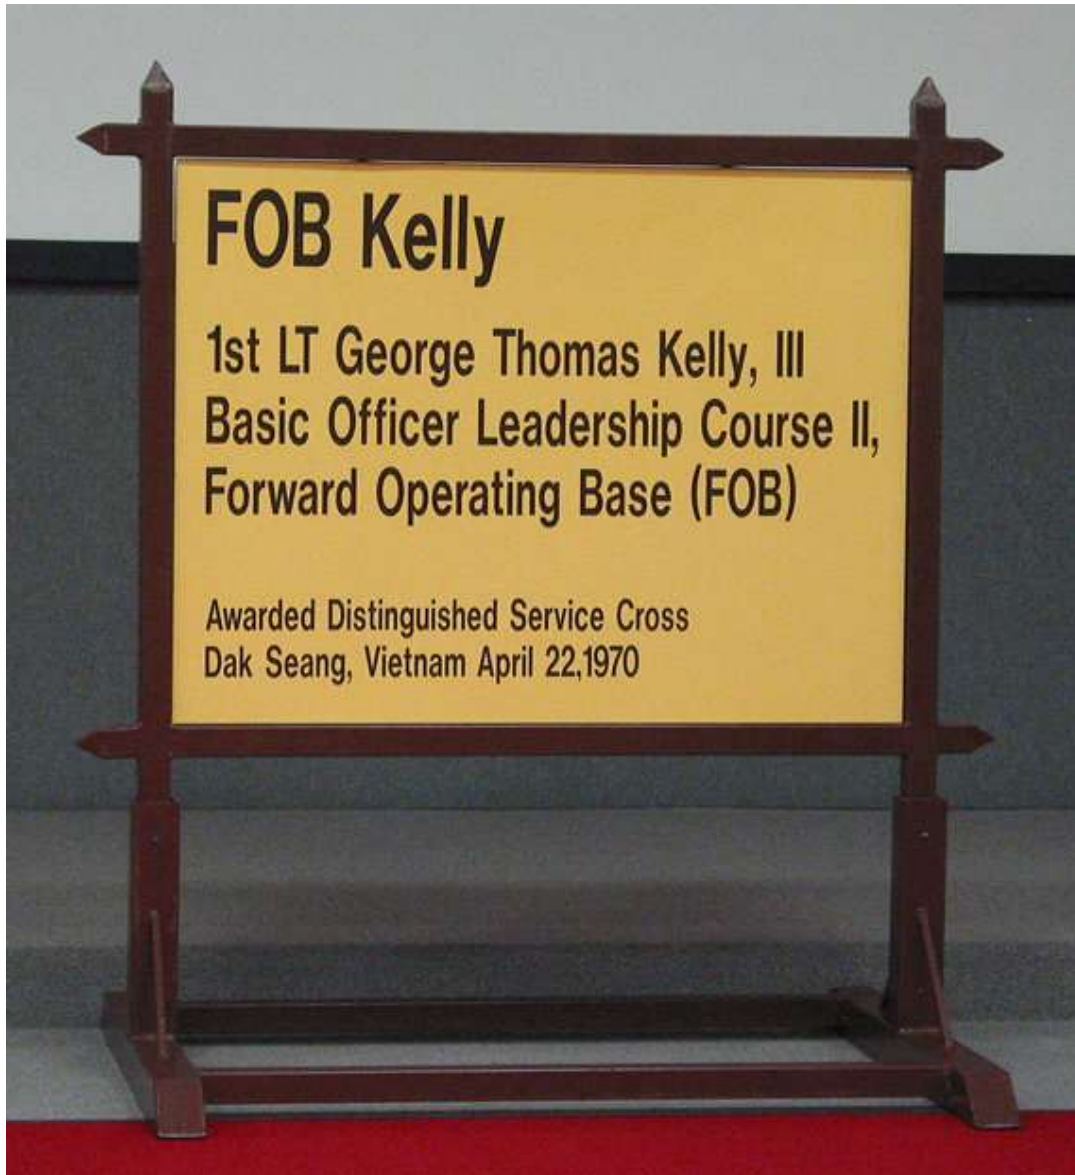 FOB Kelly
1st LT George Thomas Kelly, III
Basic Officer Leadership Course II,
Forward Operating Base (FOB)
Awarded Distinguished Service Cross
Dak Seang, Vietnam April 22,1970